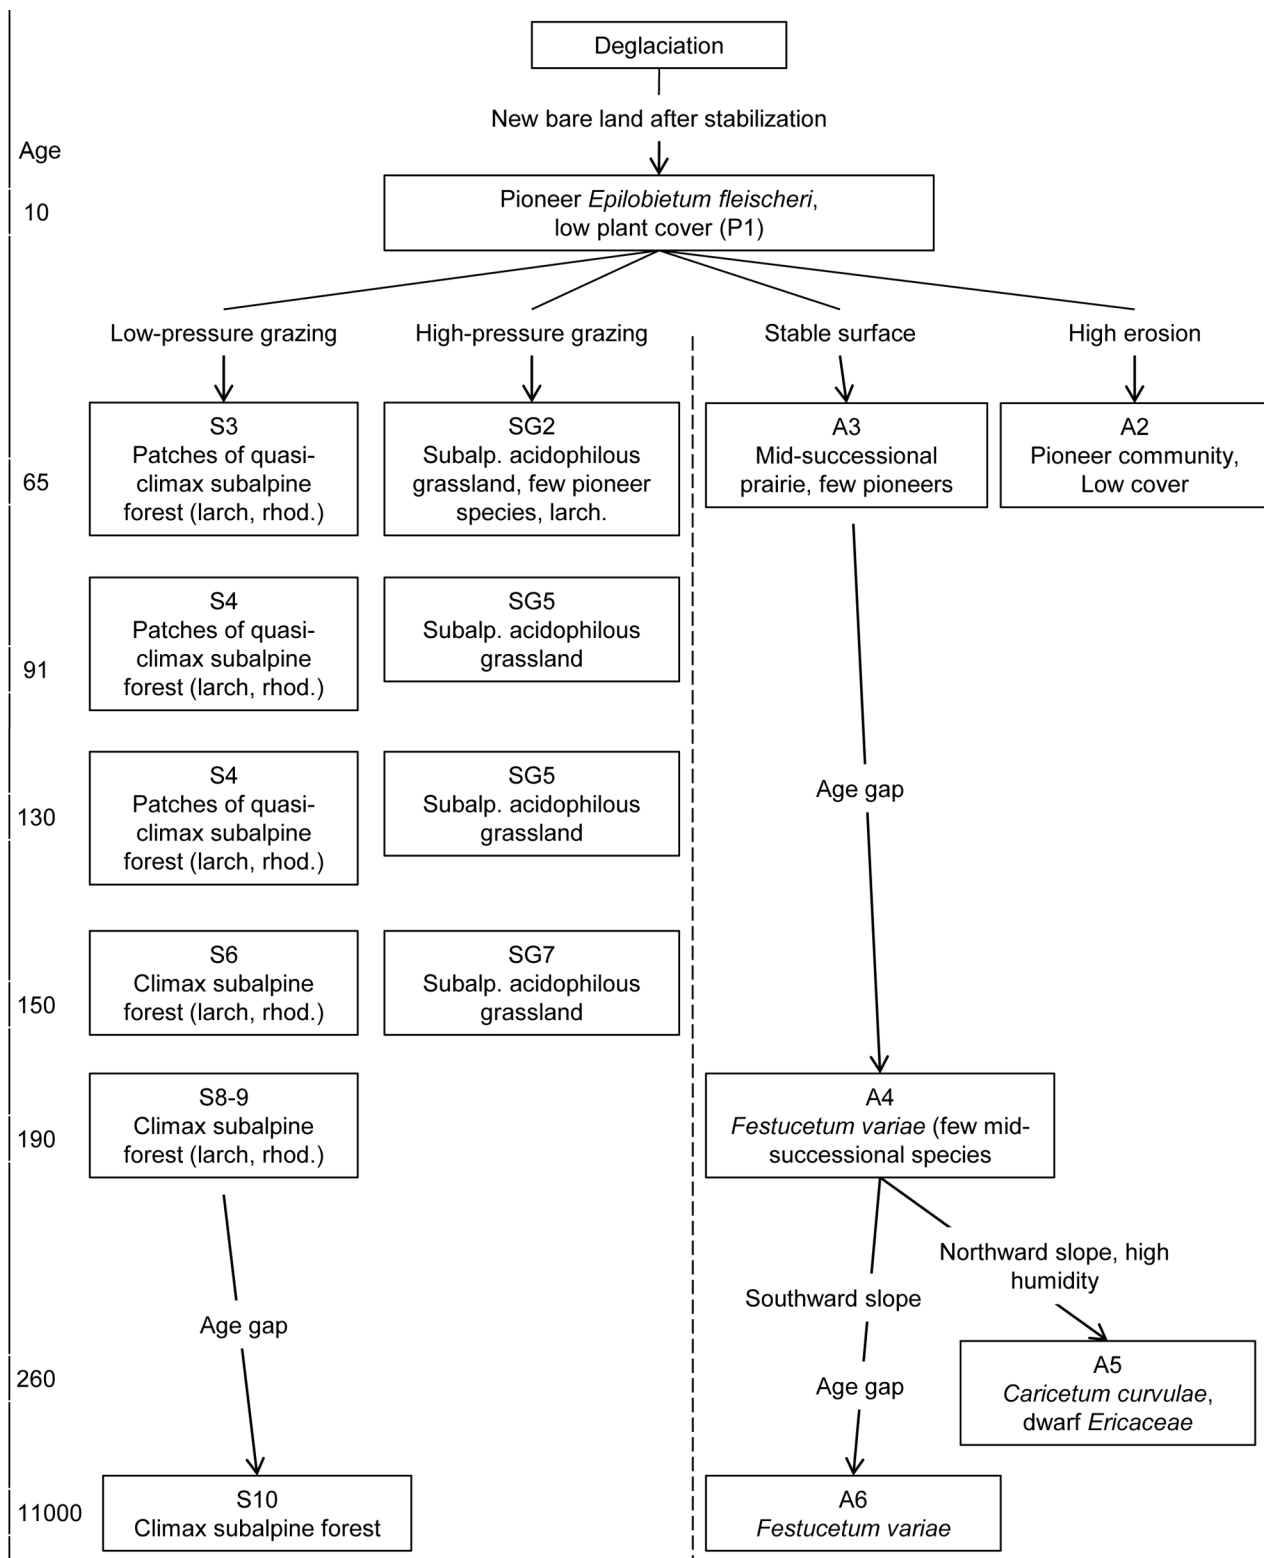 Deglaciation
New bare land after stabilization
Age
10
Pioneer Epilobietum fleischeri,
low plant cover (P1)
Low-pressure grazing
High-pressure grazing
Stable surface
High erosion
65
S3
Patches of quasi-
climax subalpine
forest (larch, rhod.)
SG2
Subalp. acidophilous
grassland, few pioneer
species, larch.
A3
Mid-successional
prairie, few pioneers
A2
Pioneer community,
Low cover
91
S4
Patches of quasi-
climax subalpine
forest (larch, rhod.)
SG5
Subalp. acidophilous
grassland
130
S4
Patches of quasi-
climax subalpine
forest (larch, rhod.)
SG5
Subalp. acidophilous
grassland
Age gap
150
S6
Climax subalpine
forest (larch, rhod.)
SG7
Subalp. acidophilous
grassland
190
S8-9
Climax subalpine
forest (larch, rhod.)
A4
Festucetum variae (few mid-
successional species
Northward slope, high
humidity
Southward slope
Age gap
260
Age gap
A5
Caricetum curvulae,
dwarf Ericaceae
11000
S10
Climax subalpine forest
A6
Festucetum variae